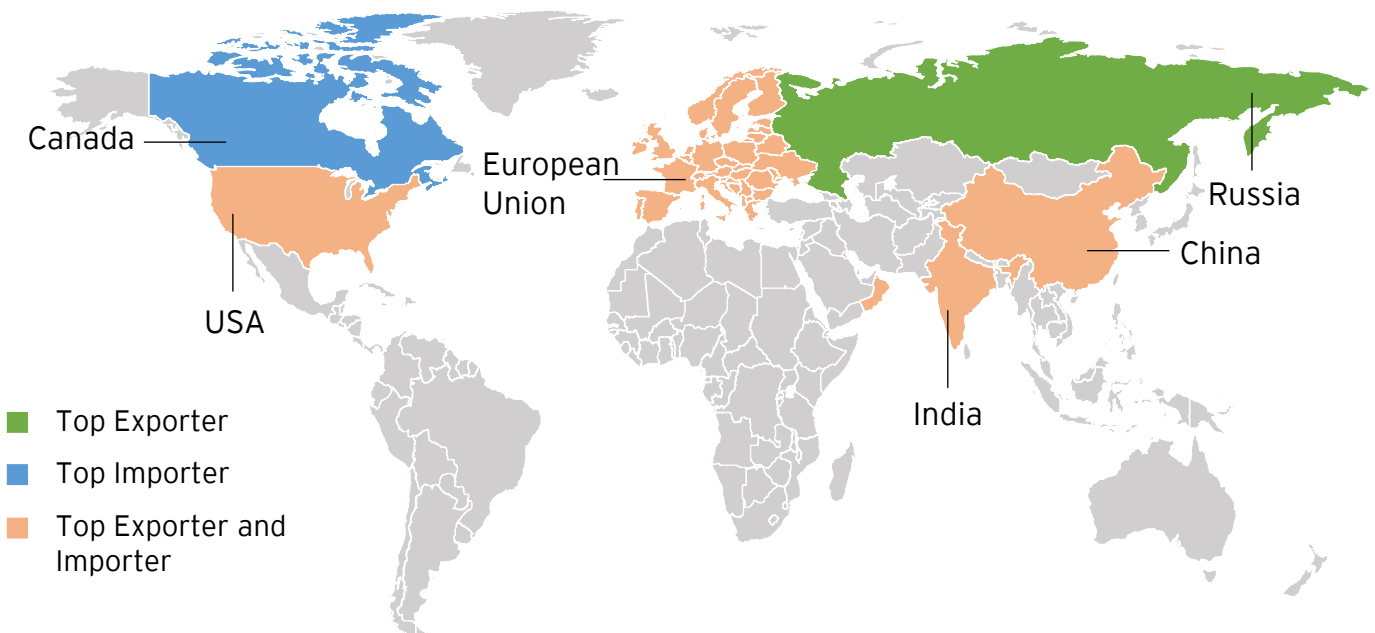 Canada
European
Union
Russia
China
USA
India
Top Exporter
Top Importer
Top Exporter and
Importer